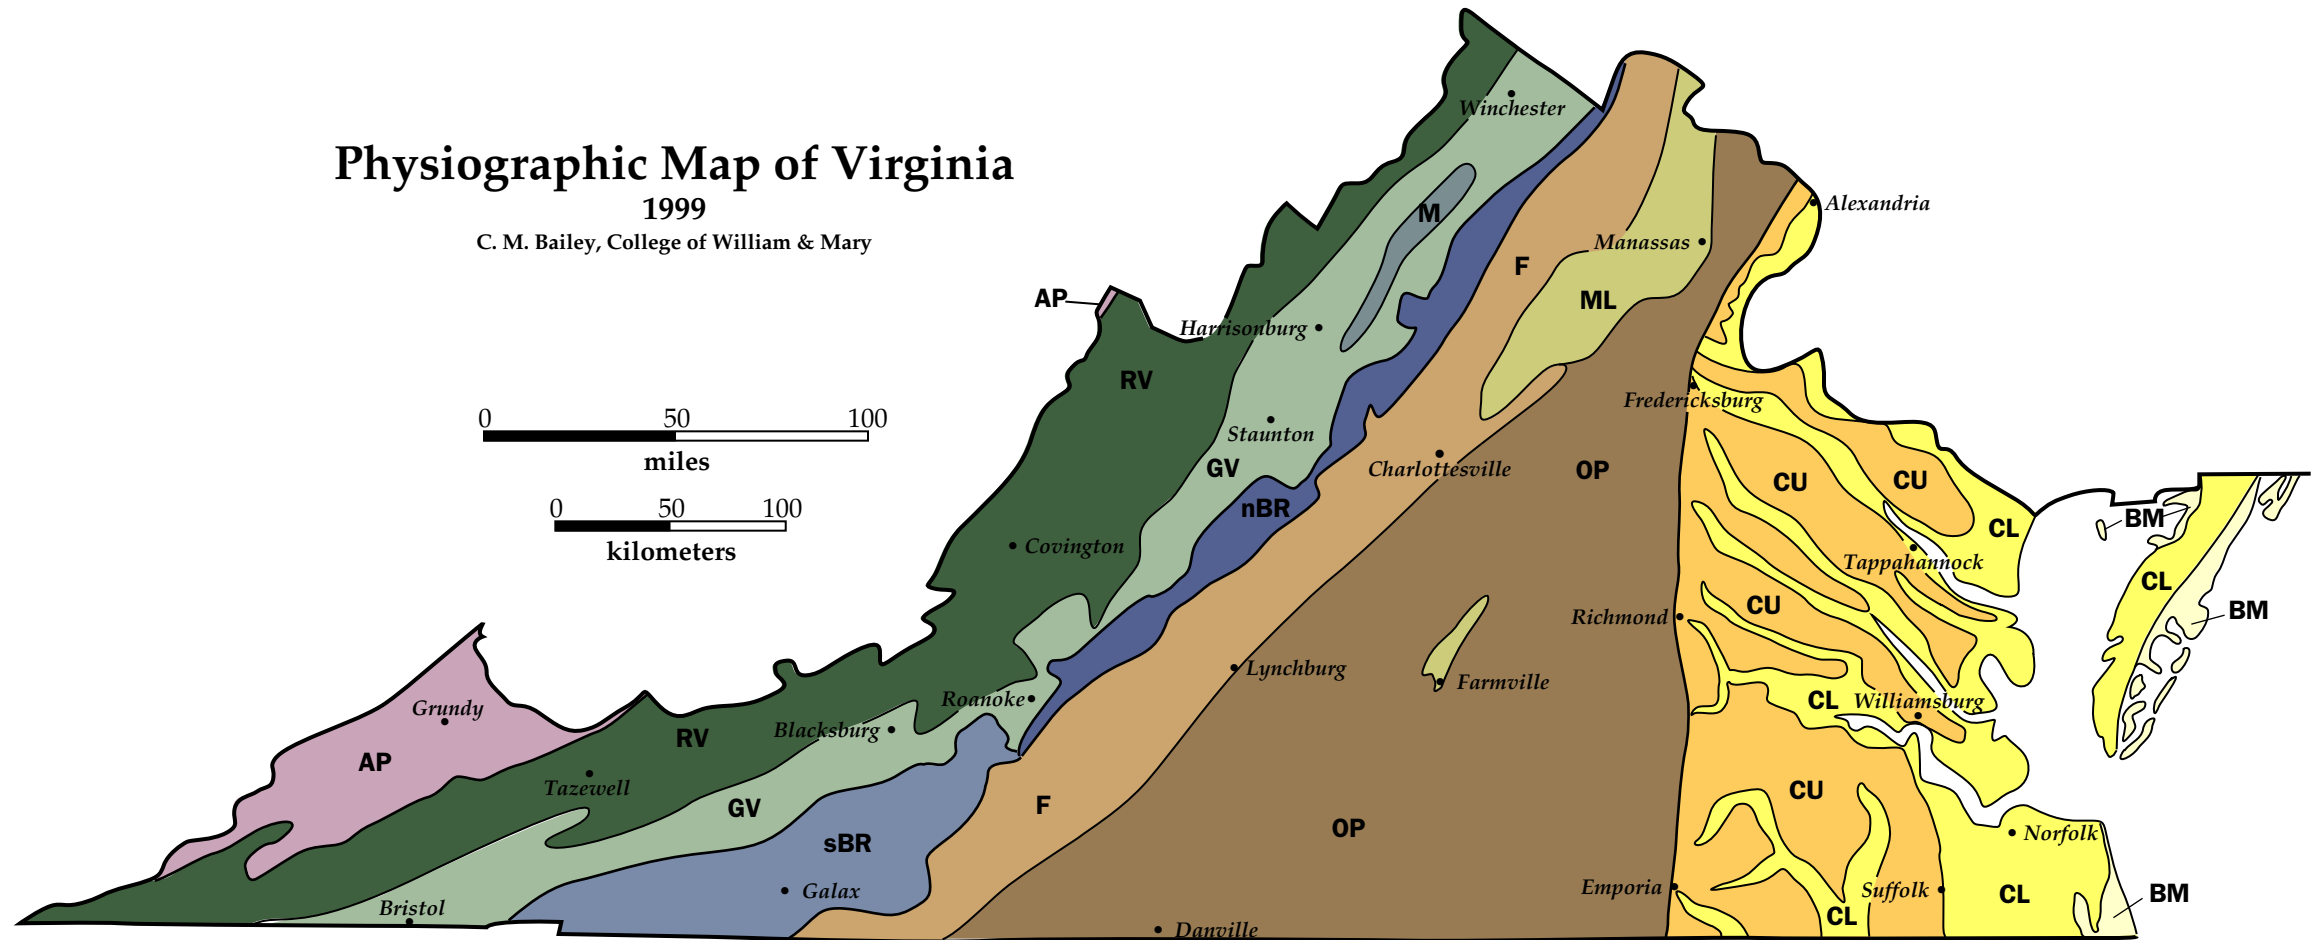 Physiographic Map of Virginia
1999
C. M. Bailey, College of William & Mary
Winchester
M
Alexandria
Manassas
F
AP
ML
Harrisonburg
RV
Fredericksburg
0 50 100
miles
Staunton
GV
Charlottesville
OP
CU
CU
nBR
0 50 100
kilometers
BM
CL
Covington
Tappahannock
CL
CU
BM
Richmond
Lynchburg
Farmville
Roanoke
CL
Williamsburg
Grundy
Blacksburg
RV
AP
Tazewell
CU
GV
F
OP
Norfolk
sBR
Galax
Emporia
Suffolk
CL
BM
Bristol
CL
Danville